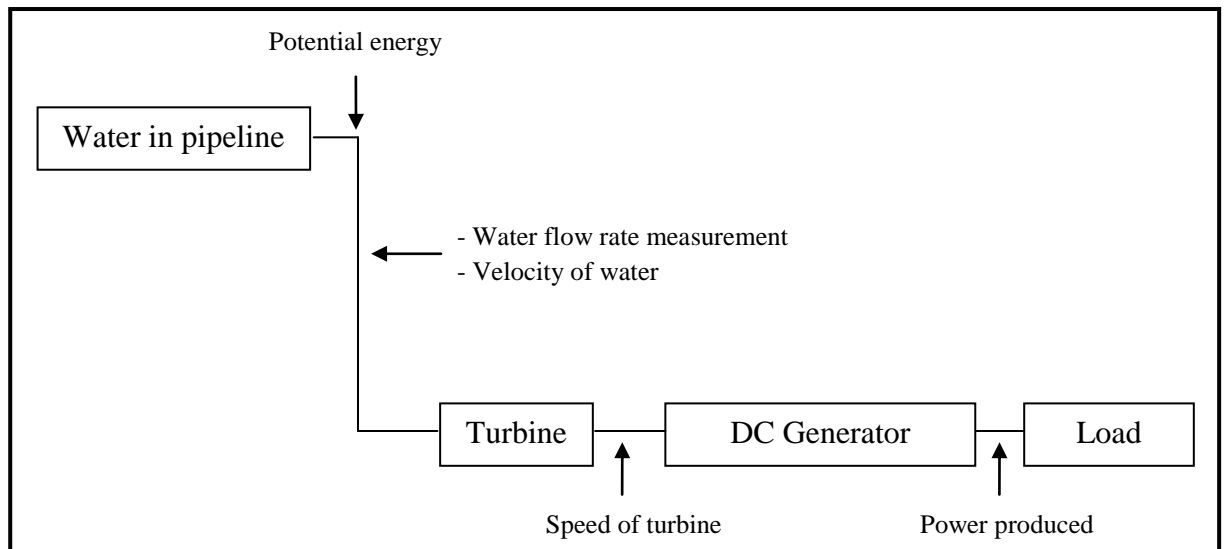 Potential energy
Water in pipeline
- Water flow rate measurement
- Velocity of water
Turbine
DC Generator
Load
Speed of turbine
Power produced